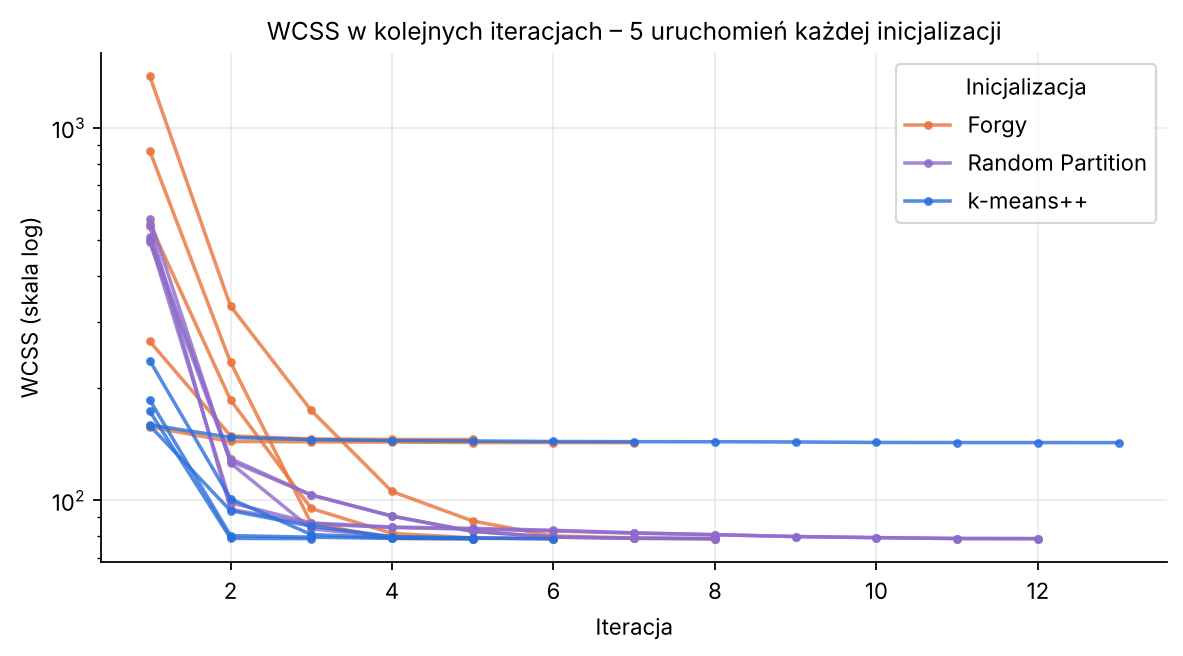 WCSS w kolejnych iteracjach – 5 uruchomień każdej inicjalizacji
Inicjalizacja
Forgy
Random Partition
k-means++
WCSS (skala log)
10³
10²
2 4 6 8 10 12
Iteracja